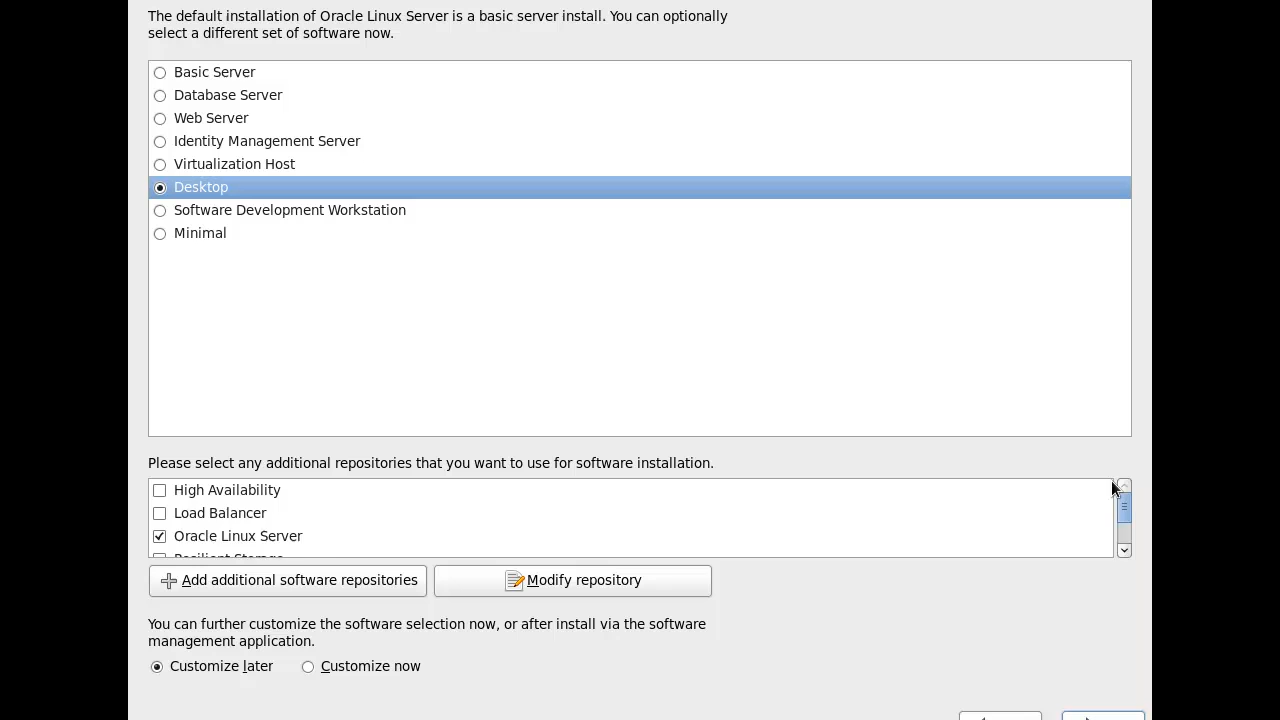 The default installation of Oracle Linux Server is a basic server install. You can optionally
select a different set of software now.
Basic Server
Database Server
Web Server
Identity Management Server
Virtualization Host
Desktop
Software Development Workstation
Minimal
Please select any additional repositories that you want to use for software installation.
High Availability
Load Balancer
Oracle Linux Server
Resilient Storage
Add additional software repositories
Modify repository
You can further customize the software selection now, or after install via the software
management application.
Customize later
Customize now